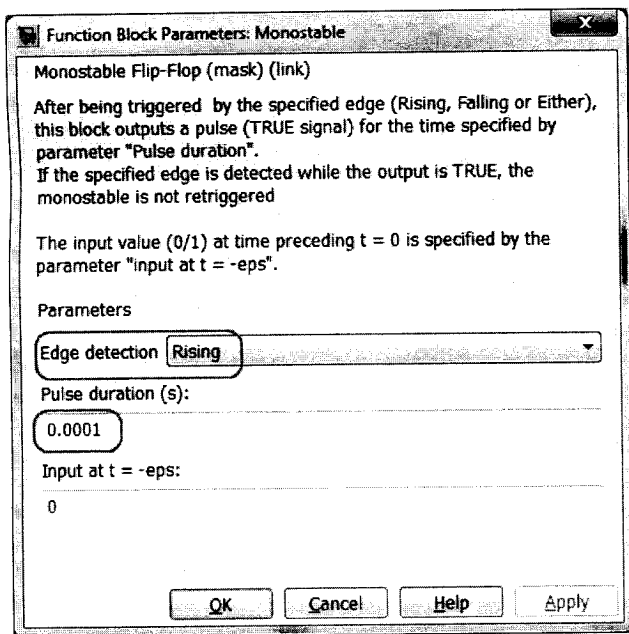 Function Block Parameters: Monostable
Monostable Flip-Flop (mask) (link)
After being triggered by the specified edge (Rising, Falling or Either),
this block outputs a pulse (TRUE signal) for the time specified by
parameter "Pulse duration".
If the specified edge is detected while the output is TRUE, the
monostable is not retriggered
The input value (0/1) at time preceding t = 0 is specified by the
parameter "input at t = -eps".
Parameters
Edge detection Rising
Pulse duration (s):
0.0001
Input at t = -eps:
0
OK Cancel Help Apply